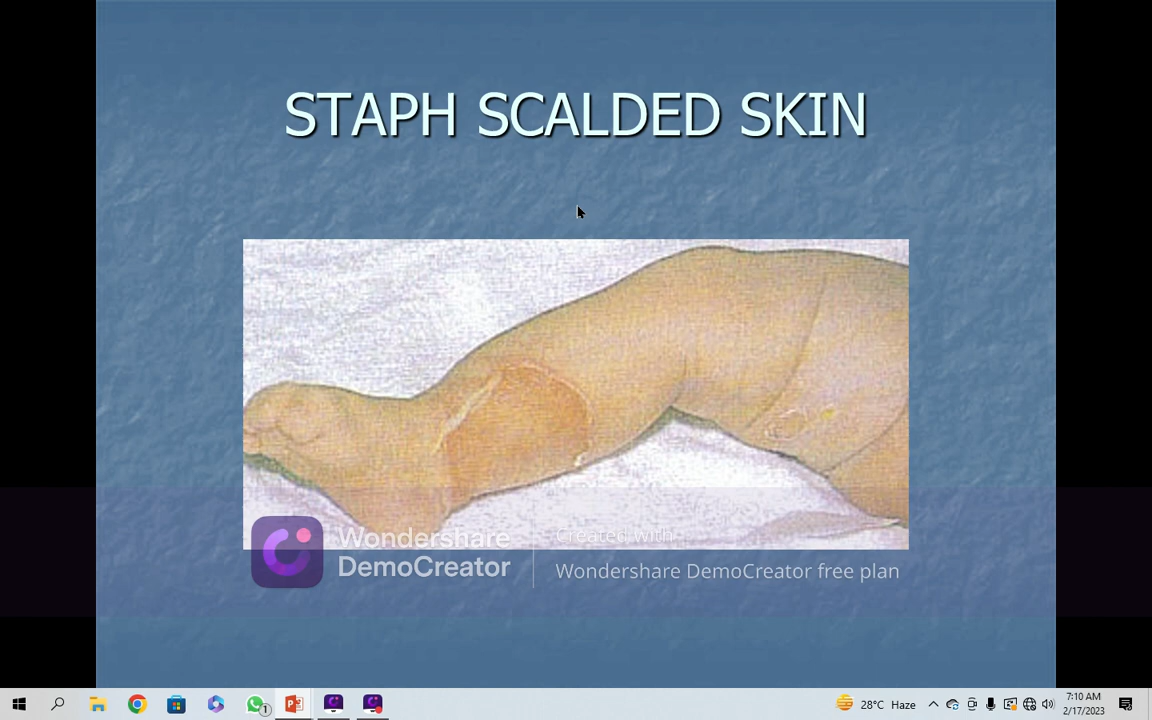 STAPH SCALDED SKIN
Wondershare
DemoCreator
Created with
Wondershare DemoCreator free plan
1
28°C Haze
7:10 AM
2/17/2023